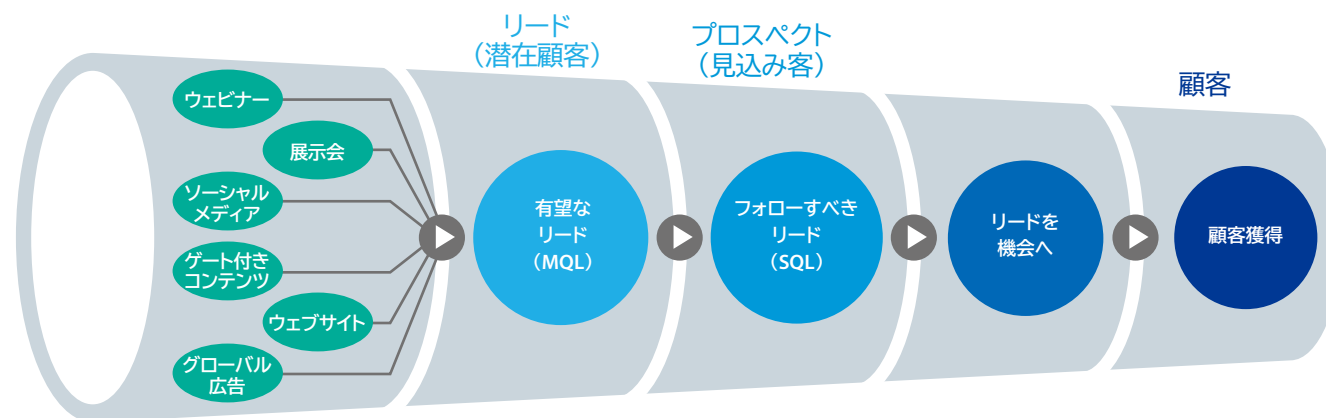 リード
（潜在顧客）
プロスペクト
（見込み客）
顧客
ウェビナー
展示会
ソーシャル
メディア
ゲート付き
コンテンツ
ウェブサイト
グローバル
広告
有望な
リード
（MQL）
フォローすべき
リード
（SQL）
リードを
機会へ
顧客獲得